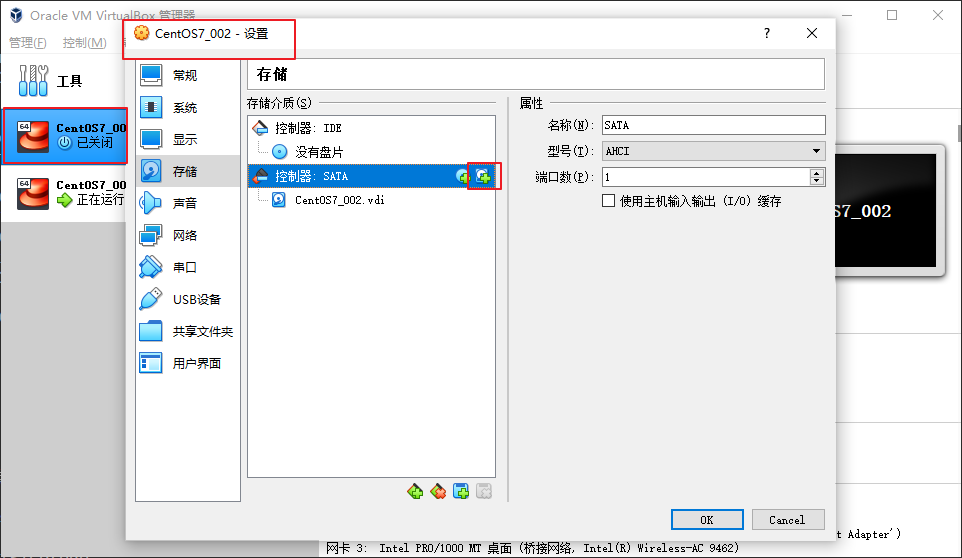 Oracle VM VirtualBox 管理器
管理(F) 控制(M)
工具
64
CentOS7_00
已关闭
64
CentOS7_00
正在运行
CentOS7_002 - 设置
?
常规
系统
显示
存储
声音
网络
串口
USB设备
共享文件夹
用户界面
存储
存储介质(S)
控制器: IDE
没有盘片
控制器: SATA
CentOS7_002.vdi
属性
名称(N): SATA
型号(T): AHCI
端口数(P): 1
使用主机输入输出 (I/O) 缓存
OK Cancel
S7_002
t Adapter')
网卡 3: Intel PRO/1000 MT 桌面 (桥接网络, Intel(R) Wireless-AC 9462)